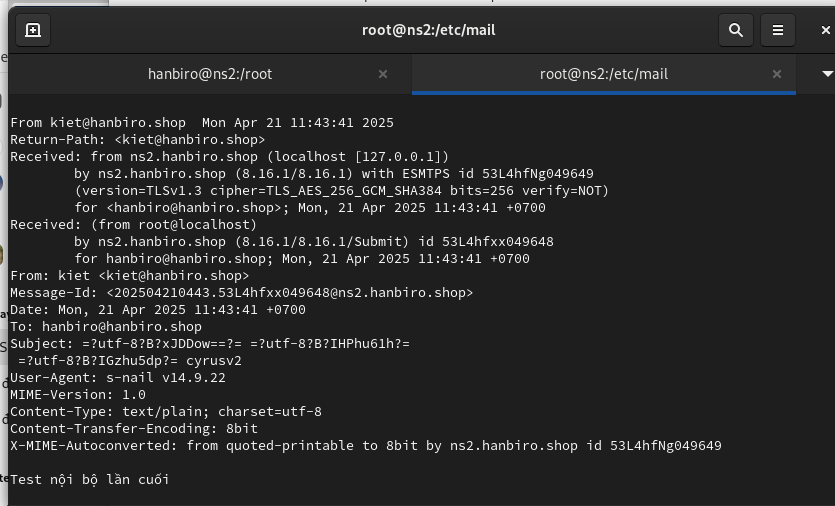 root@ns2:/etc/mail
hanbiro@ns2:/root
root@ns2:/etc/mail
From kiet@hanbiro.shop  Mon Apr 21 11:43:41 2025
Return-Path: <kiet@hanbiro.shop>
Received: from ns2.hanbiro.shop (localhost [127.0.0.1])
        by ns2.hanbiro.shop (8.16.1/8.16.1) with ESMTPS id 53L4hfNg049649
        (version=TLSv1.3 cipher=TLS_AES_256_GCM_SHA384 bits=256 verify=NOT)
        for <hanbiro@hanbiro.shop>; Mon, 21 Apr 2025 11:43:41 +0700
Received: (from root@localhost)
        by ns2.hanbiro.shop (8.16.1/8.16.1/Submit) id 53L4hfxx049648
        for hanbiro@hanbiro.shop; Mon, 21 Apr 2025 11:43:41 +0700
From: kiet <kiet@hanbiro.shop>
Message-Id: <202504210443.53L4hfxx049648@ns2.hanbiro.shop>
Date: Mon, 21 Apr 2025 11:43:41 +0700
To: hanbiro@hanbiro.shop
Subject: =?utf-8?B?xJDDow==?= =?utf-8?B?IHPhu61h?=
 =?utf-8?B?IGzhu5dp?= cyrusv2
User-Agent: s-nail v14.9.22
MIME-Version: 1.0
Content-Type: text/plain; charset=utf-8
Content-Transfer-Encoding: 8bit
X-MIME-Autoconverted: from quoted-printable to 8bit by ns2.hanbiro.shop id 53L4hfNg049649
Test nội bộ lần cuối